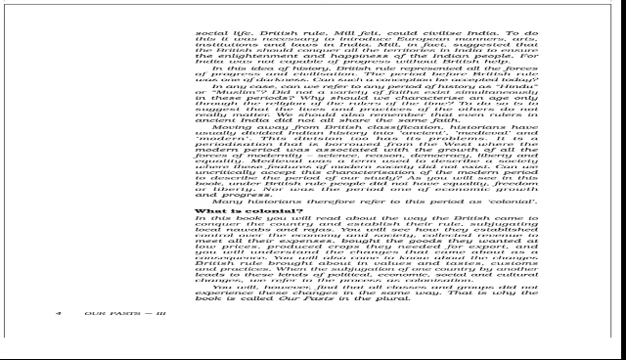 social life. British rule, Mill felt, could civilise India. To do
this it was necessary to introduce European manners, arts,
institutions and laws in India. Mill, in fact, suggested that
the British should conquer all the territories in India to ensure
the enlightenment and happiness of the Indian people. For
India was not capable of progress without British help.
In this idea of history, British rule represented all the forces
of progress and civilisation. The period before British rule
was one of darkness. Can such a conception be accepted today?
In any case, can we refer to any period of history as "Hindu"
or "Muslim"? Did not a variety of faiths exist simultaneously
in these periods? Why should we characterise an age only
through the religion of the rulers of the time? To do so is to
suggest that the lives and practices of the others do not
really matter. We should also remember that even rulers in
ancient India did not all share the same faith.
Moving away from British classification, historians have
usually divided Indian history into 'ancient', 'medieval' and
'modern'. This division too has its problems. It is a
periodisation that is borrowed from the West where the
modern period was associated with the growth of all the
forces of modernity – science, reason, democracy, liberty and
equality. Medieval was a term used to describe a society
where these features of modern society did not exist. Can we
uncritically accept this characterisation of the modern period
to describe the period of our study? As you will see in this
book, under British rule people did not have equality, freedom
or liberty. Nor was the period one of economic growth
and progress.
Many historians therefore refer to this period as 'colonial'.
What is colonial?
In this book you will read about the way the British came to
conquer the country and establish their rule, subjugating
local nawabs and rajas. You will see how they established
control over the economy and society, collected revenue to
meet all their expenses, bought the goods they wanted at
low prices, produced crops they needed for export, and
you will understand the changes that came about as a
consequence. You will also come to know about the changes
British rule brought about in values and tastes, customs
and practices. When the subjugation of one country by another
leads to these kinds of political, economic, social and cultural
changes, we refer to the process as colonisation.
You will, however, find that all classes and groups did not
experience these changes in the same way. That is why the
book is called Our Pasts in the plural.
4 OUR PASTS – III